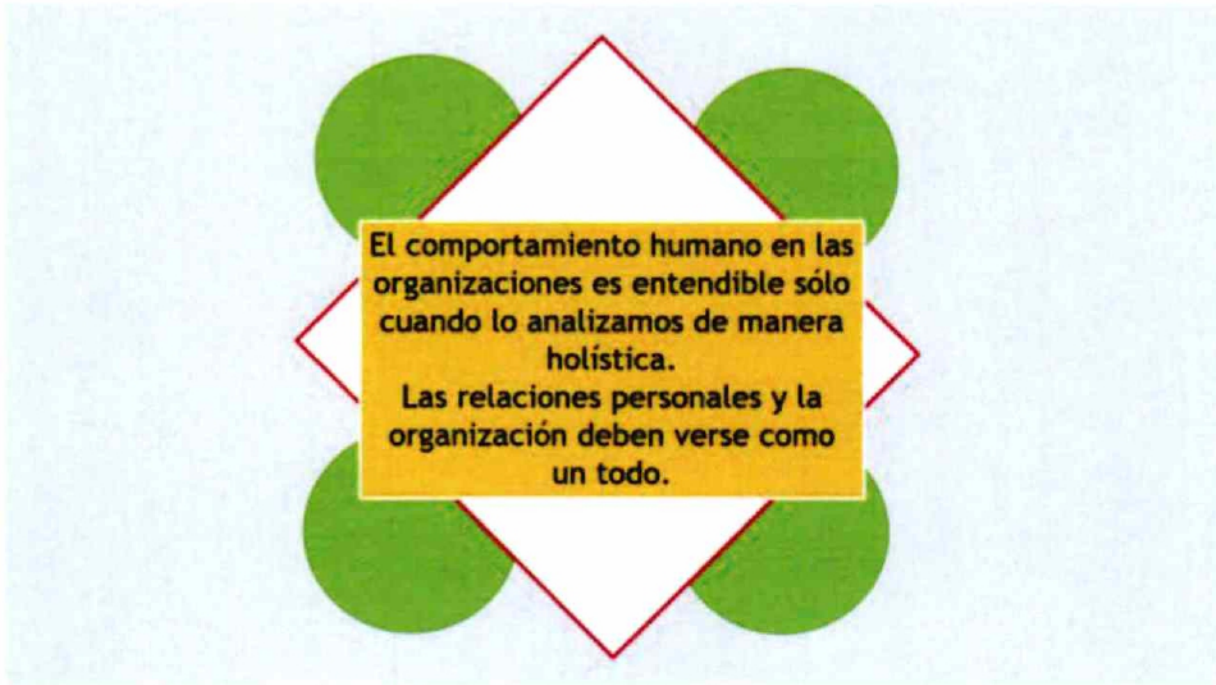 El comportamiento humano en las
organizaciones es entendible sólo
cuando lo analizamos de manera
holística.
Las relaciones personales y la
organización deben verse como
un todo.